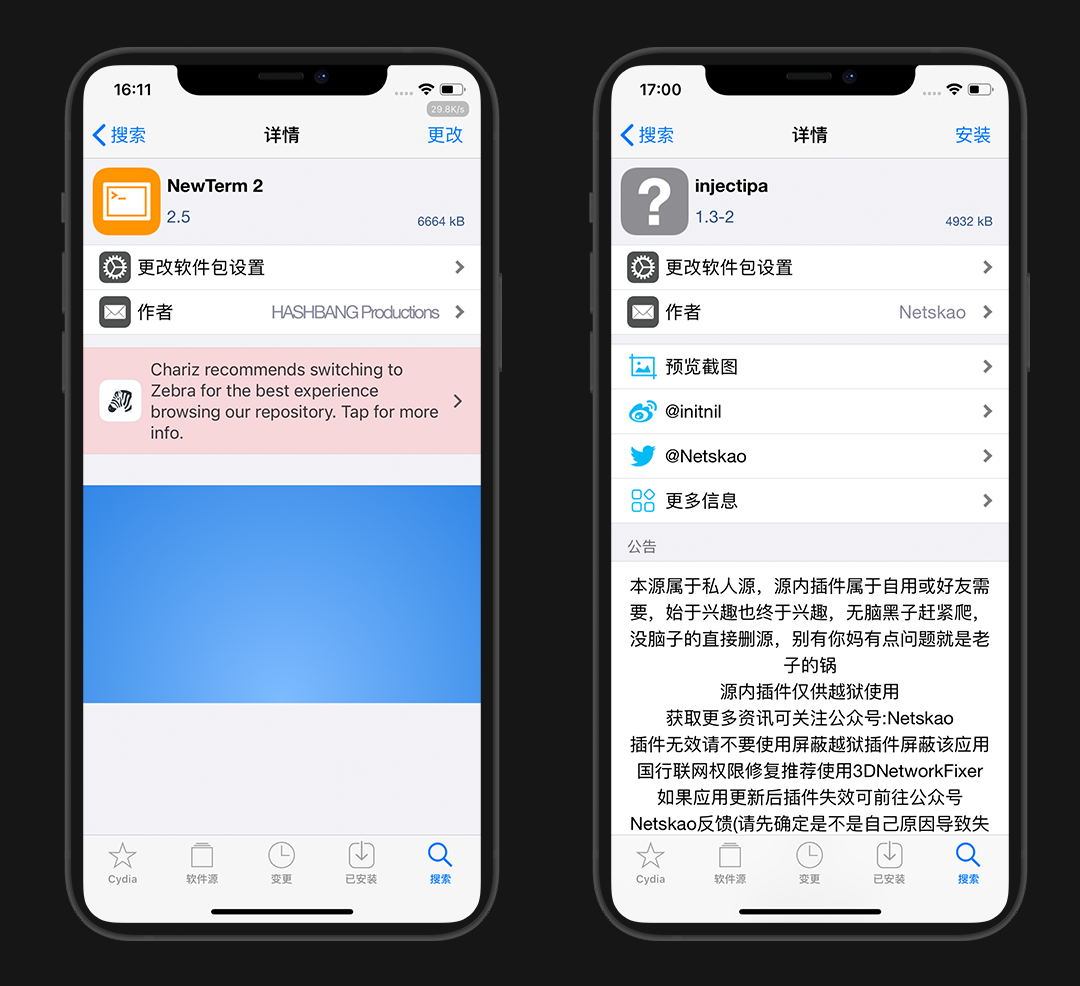 16:11
29.8K/s
搜索
详情
更改
NewTerm 2
2.5
6664 kB
更改软件包设置
作者
HASHBANG Productions
Chariz recommends switching to
Zebra for the best experience
browsing our repository. Tap for more
info.
Cydia
软件源
变更
已安装
搜索
17:00
搜索
详情
安装
injectipa
1.3-2
4932 kB
更改软件包设置
作者
Netskao
预览截图
@initnil
@Netskao
更多信息
公告
本源属于私人源，源内插件属于自用或好友需
要，始于兴趣也终于兴趣，无脑黑子赶紧爬，
没脑子的直接删源，别有你妈有点问题就是老
子的锅
源内插件仅供越狱使用
获取更多资讯可关注公众号:Netskao
插件无效请不要使用屏蔽越狱插件屏蔽该应用
国行联网权限修复推荐使用3DNetworkFixer
如果应用更新后插件失效可前往公众号
Netskao反馈(请先确定是不是自己原因导致失
Cydia
软件源
变更
已安装
搜索